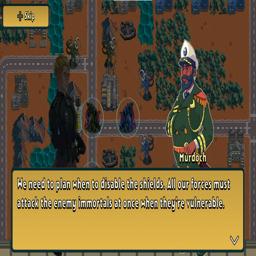 Skip
Murdoch
We need to plan when to disable the shields. All our forces must
attack the enemy immortals at once when they're vulnerable.